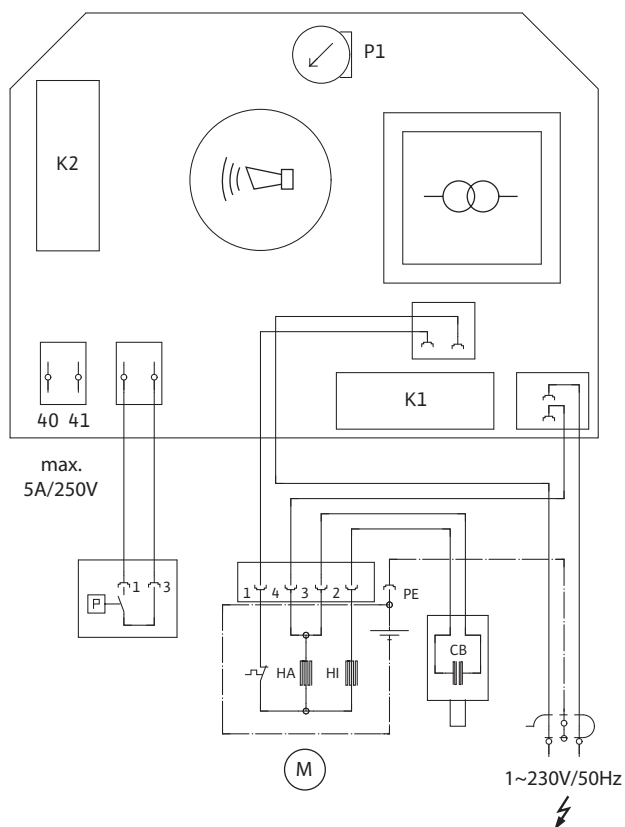 P1
K2
K1
40 41
max.
5A/250V
P
1 3
1 4 3 2 PE
HA HI
CB
M
1~230V/50Hz